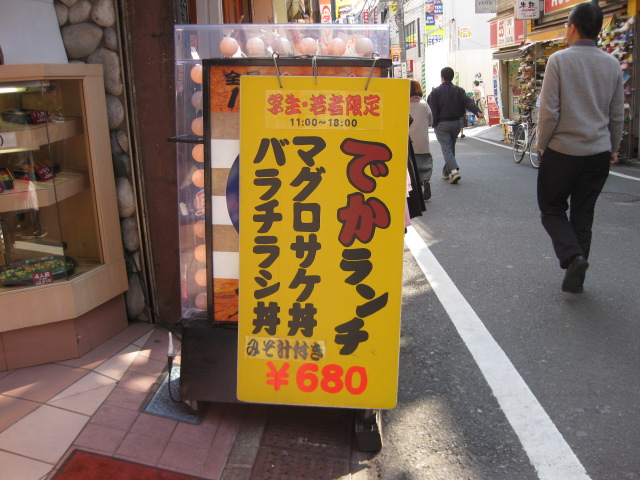 学生・若者限定
11:00～18:00
でかランチ
マグロサケ丼
バラチラシ丼
みそ汁付き
¥680